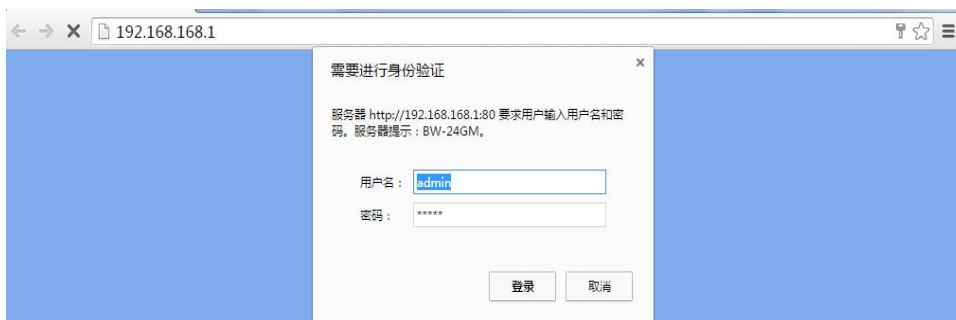 192.168.168.1
需要进行身份验证
服务器 http://192.168.168.1:80 要求用户输入用户名和密
码。服务器提示：BW-24GM。
用户名： admin
密码： *****
登录 取消